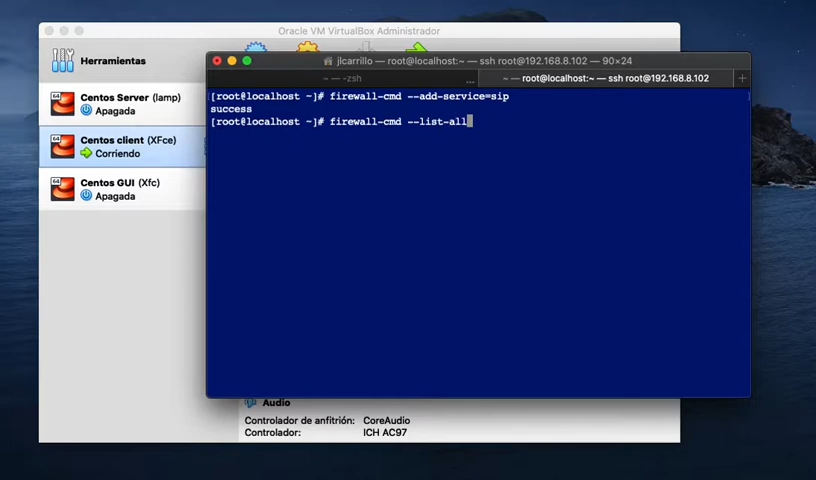 Oracle VM VirtualBox Administrador
Herramientas
jlcarrillo — root@localhost:~ — ssh root@192.168.8.102 — 90×24
~ — -zsh
...
~ — root@localhost:~ — ssh root@192.168.8.102
+
[root@localhost ~]# firewall-cmd --add-service=sip
success
[root@localhost ~]# firewall-cmd --list-all
64
Centos Server (lamp)
Apagada
64
Centos client (XFce)
Corriendo
64
Centos GUI (Xfc)
Apagada
Audio
Controlador de anfitrión: CoreAudio
Controlador: ICH AC97